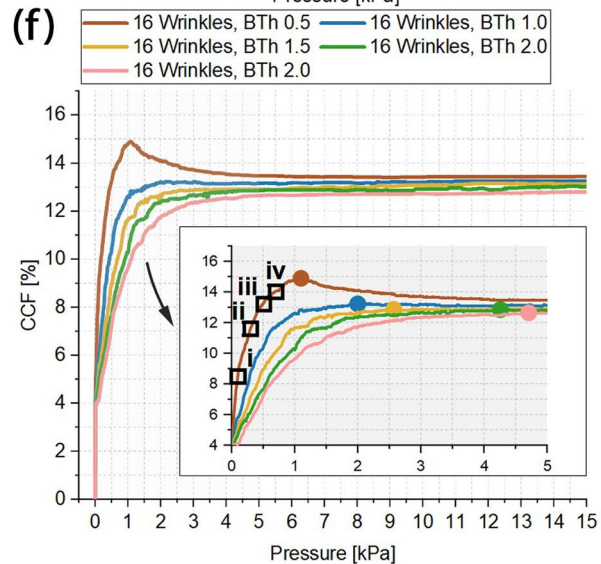 Pressure [kPa]
(f)
16 Wrinkles, BTh 0.5 16 Wrinkles, BTh 1.0
16 Wrinkles, BTh 1.5 16 Wrinkles, BTh 2.0
16 Wrinkles, BTh 2.0
16
14
12
10
8
6
4
2
0
CCF [%]
16
14
12
10
8
6
4
iv
iii
ii
i
0 1 2 3 4 5
0 1 2 3 4 5 6 7 8 9 10 11 12 13 14 15
Pressure [kPa]